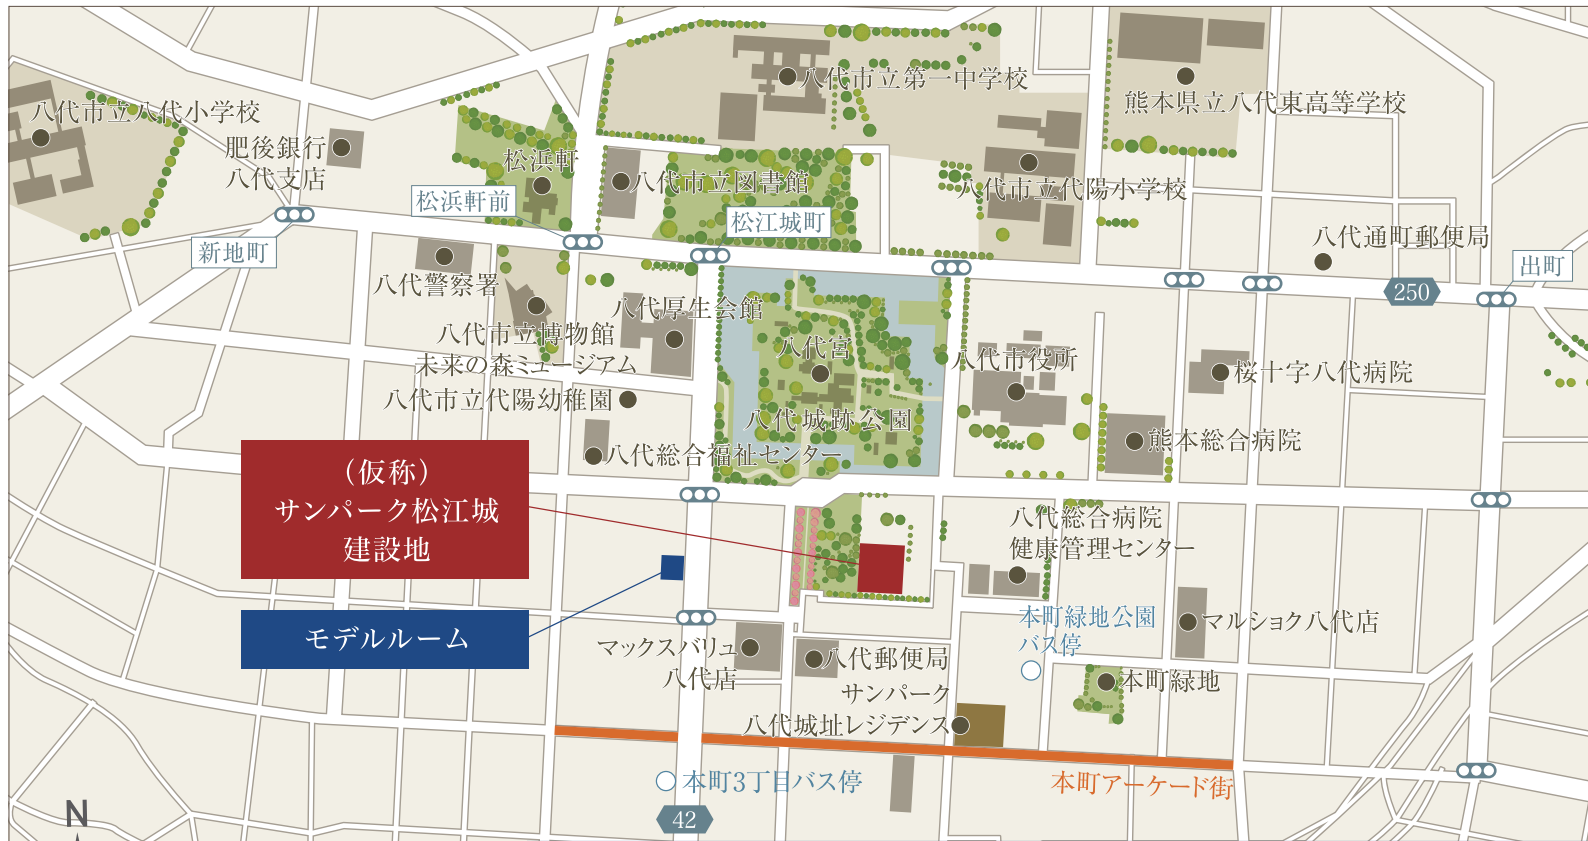 八代市立第一中学校
熊本県立八代東高等学校
八代市立八代小学校
肥後銀行
八代支店
松浜軒
八代市立図書館
八代市立代陽小学校
松浜軒前
松江城町
新地町
八代通町郵便局
出町
250
八代警察署
八代厚生会館
八代市立博物館
未来の森ミュージアム
八代宮
八代市役所
桜十字八代病院
八代市立代陽幼稚園
八代城跡公園
熊本総合病院
八代総合福祉センター
（仮称）
サンパーク松江城
建設地
八代総合病院
健康管理センター
モデルルーム
本町緑地公園
バス停
マルショク八代店
マックスバリュ
八代店
八代郵便局
本町緑地
サンパーク
八代城址レジデンス
本町3丁目バス停
本町アーケード街
42
N